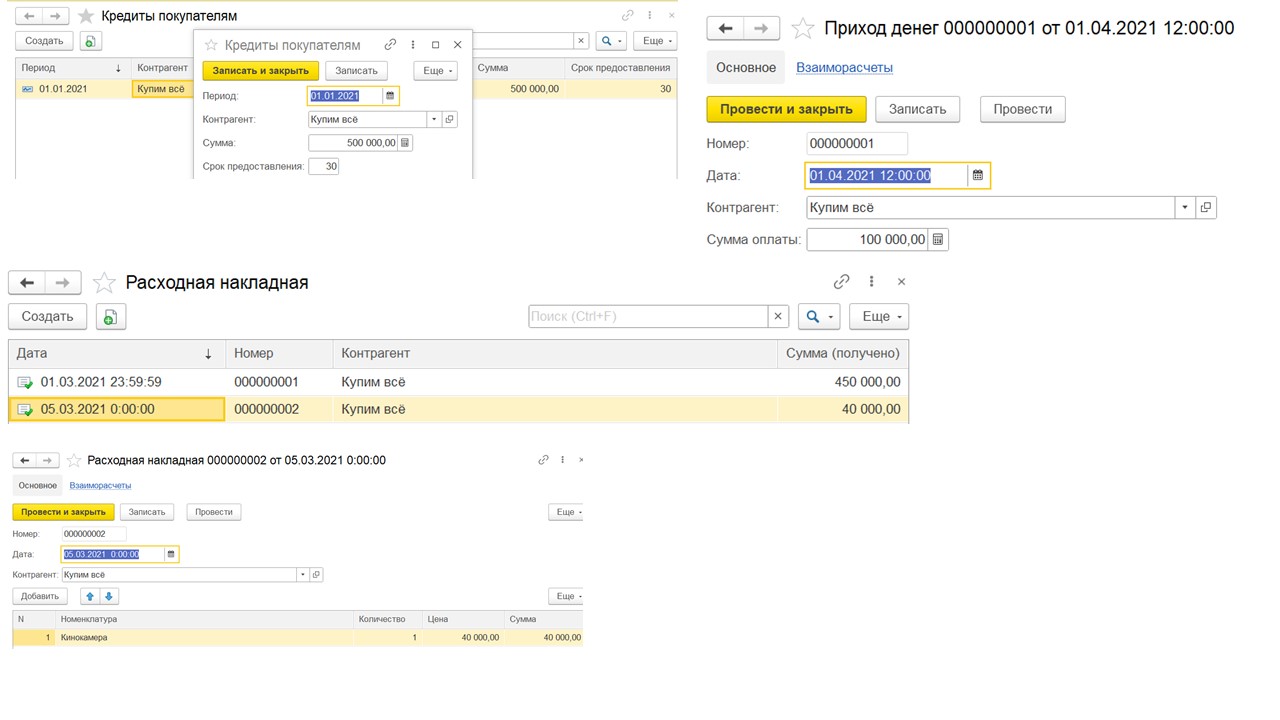 Кредиты покупателям
Создать
Еще
Период Контрагент Сумма Срок предоставления
01.01.2021 Купим всё 500 000,00 30
Кредиты покупателям
Записать и закрыть Записать Еще
Период: 01.01.2021
Контрагент: Купим всё
Сумма: 500 000,00
Срок предоставления: 30
Приход денег 000000001 от 01.04.2021 12:00:00
Основное Взаиморасчеты
Провести и закрыть Записать Провести
Номер: 000000001
Дата: 01.04.2021 12:00:00
Контрагент: Купим всё
Сумма оплаты: 100 000,00
Расходная накладная
Создать Поиск (Ctrl+F) Еще
Дата Номер Контрагент Сумма (получено)
01.03.2021 23:59:59 000000001 Купим всё 450 000,00
05.03.2021 0:00:00 000000002 Купим всё 40 000,00
Расходная накладная 000000002 от 05.03.2021 0:00:00
Основное Взаиморасчеты
Провести и закрыть Записать Провести Еще
Номер: 000000002
Дата: 05.03.2021 0:00:00
Контрагент: Купим всё
Добавить Еще
N Номенклатура Количество Цена Сумма
1 Кинокамера 1 40 000,00 40 000,00